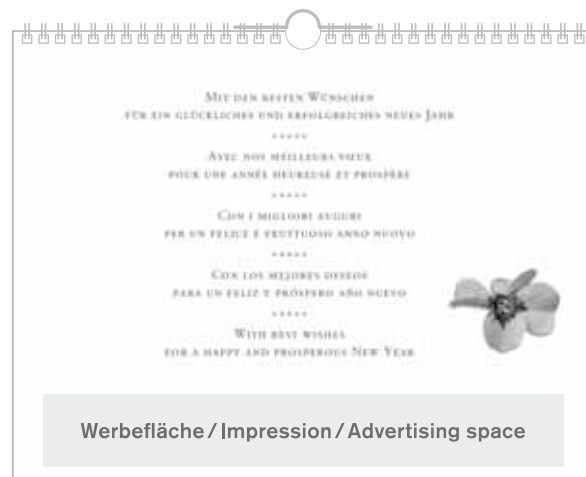 Mit den besten Wünschen
für ein glückliches und erfolgreiches neues Jahr
*****
Avec nos meilleurs vœux
pour une année heureuse et prospère
*****
Con i migliori auguri
per un felice e fruttuoso anno nuovo
*****
Con los mejores deseos
para un feliz y próspero año nuevo
*****
With best wishes
for a happy and prosperous New Year
Werbefläche / Impression / Advertising space